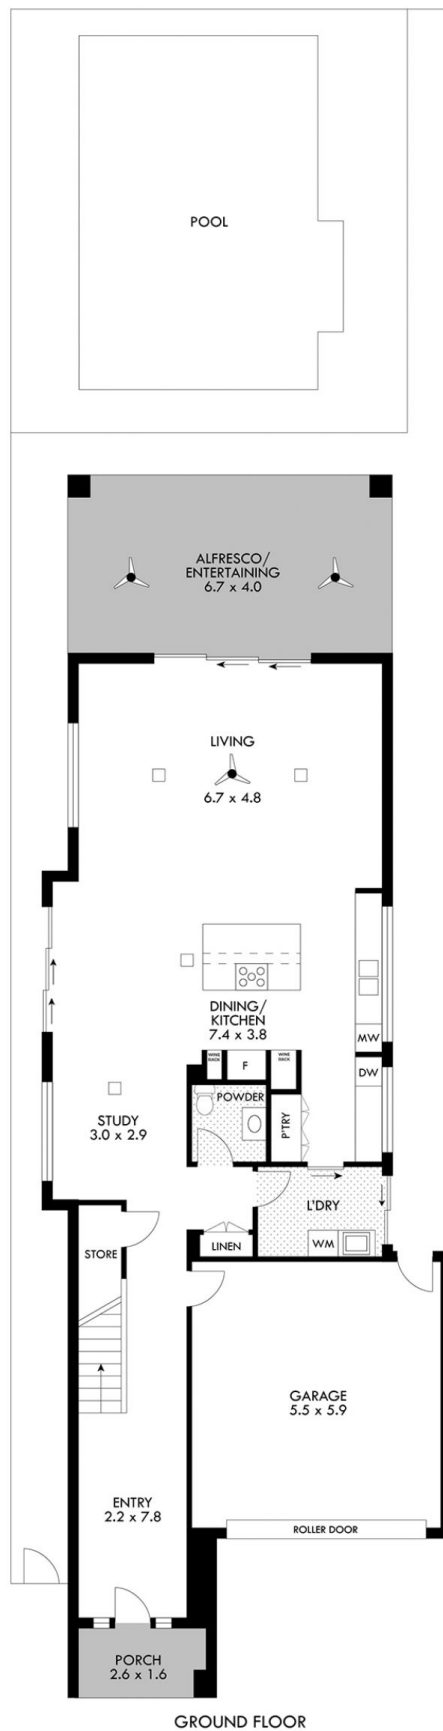 POOL
ALFRESCO/
ENTERTAINING
6.7 x 4.0
LIVING
6.7 x 4.8
DINING/
KITCHEN
7.4 x 3.8
MW
WINE
RACK
F
WINE
RACK
DW
POWDER
P'TRY
STUDY
3.0 x 2.9
L'DRY
STORE
LINEN
WM
GARAGE
5.5 x 5.9
ENTRY
2.2 x 7.8
ROLLER DOOR
PORCH
2.6 x 1.6
GROUND FLOOR